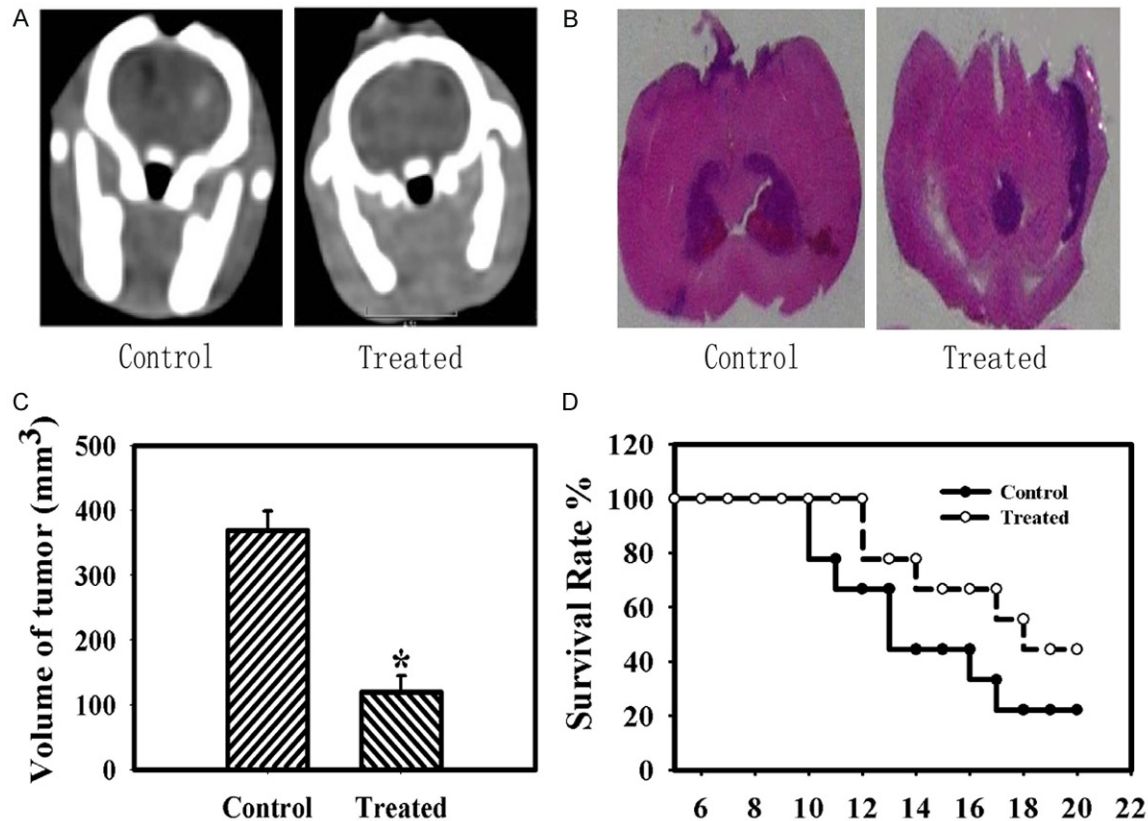 A
B
Control
Treated
Control
Treated
C
D
Volume of tumor (mm³)
500
400
300
200
100
0
*
Control
Treated
Survival Rate %
120
100
80
60
40
20
0
Control
Treated
6 8 10 12 14 16 18 20 22